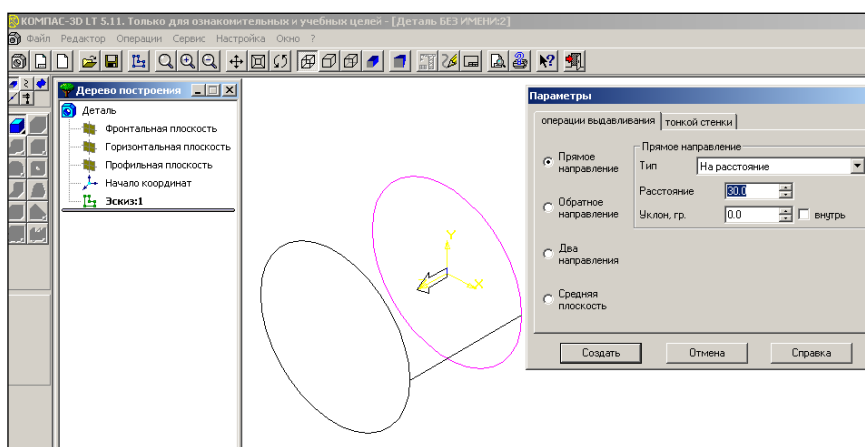 КОМПАС-3D LT 5.11. Только для ознакомительных и учебных целей - [Деталь БЕЗ ИМЕНИ:2]
Файл Редактор Операции Сервис Настройка Окно ?
Дерево построения
Деталь
Фронтальная плоскость
Горизонтальная плоскость
Профильная плоскость
Начало координат
Эскиз:1
Y
X
Параметры
операции выдавливания тонкой стенки
Прямое направление
Обратное направление
Два направления
Средняя плоскость
Прямое направление
Тип На расстояние
Расстояние 30.0
Уклон, гр. 0.0 внутрь
Создать Отмена Справка